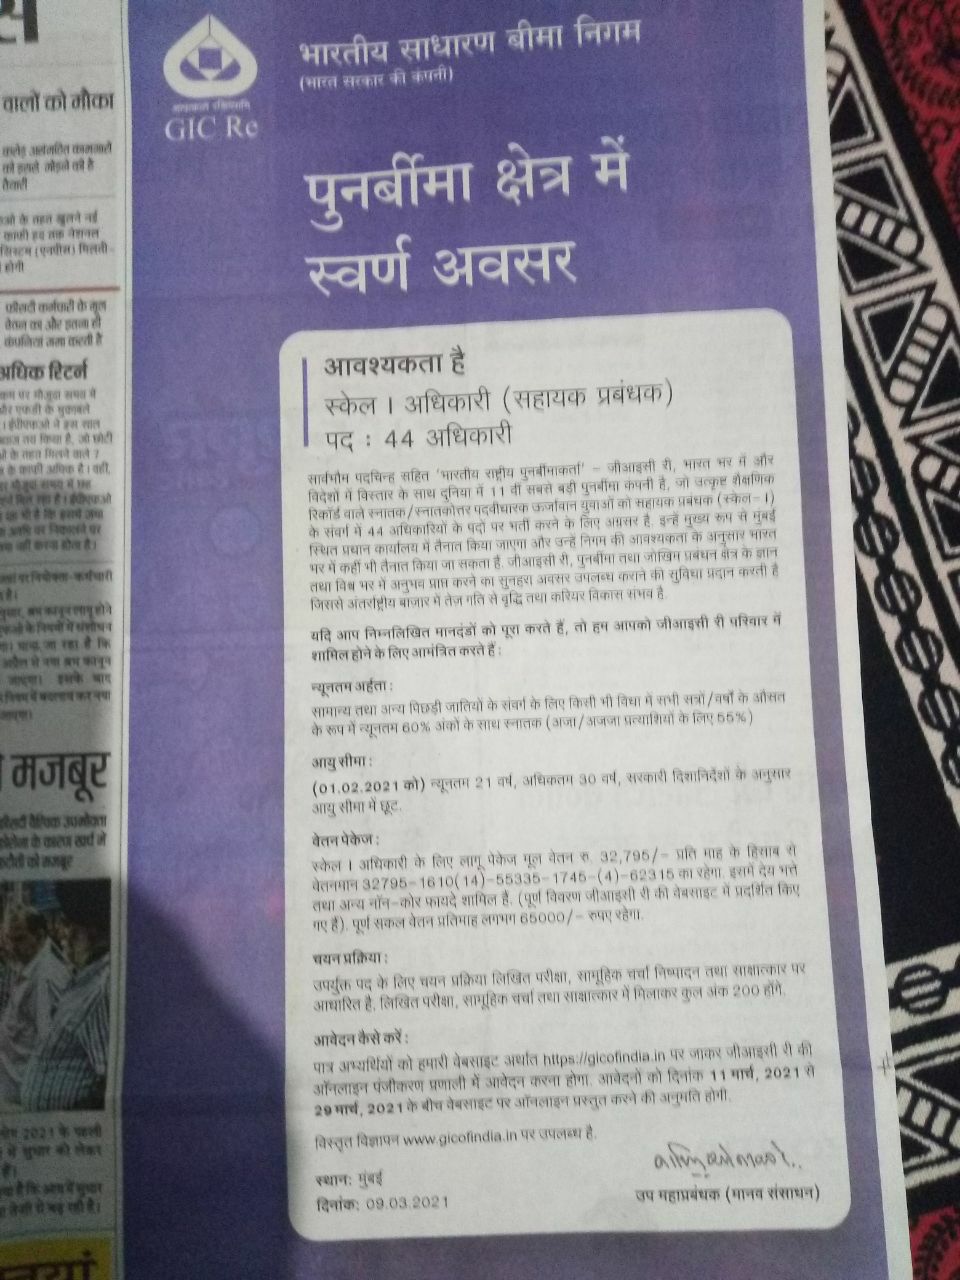 वालों को मौका
तैयारी
होगी
फीसदी कर्मचारी के मूल
वेतन का और इतना ही
कंपनियां जमा करती है
अधिक रिटर्न
मजबूर
भारतीय साधारण बीमा निगम
(भारत सरकार की कंपनी)
GIC Re
पुनर्बीमा क्षेत्र में
स्वर्ण अवसर
आवश्यकता है
स्केल I अधिकारी (सहायक प्रबंधक)
पद : 44 अधिकारी
सार्वभौम पदचिन्ह सहित 'भारतीय राष्ट्रीय पुनर्बीमाकर्ता' – जीआइसी री, भारत भर में और
विदेशों में विस्तार के साथ दुनिया में 11 वीं सबसे बड़ी पुनर्बीमा कंपनी है, जो उत्कृष्ट शैक्षणिक
रिकॉर्ड वाले स्नातक/स्नातकोत्तर पदवीधारक ऊर्जावान युवाओं को सहायक प्रबंधक (स्केल–I)
के संवर्ग में 44 अधिकारियों के पदों पर भर्ती करने के लिए अग्रसर है. इन्हें मुख्य रूप से मुंबई
स्थित प्रधान कार्यालय में तैनात किया जाएगा और उन्हें निगम की आवश्यकता के अनुसार भारत
भर में कहीं भी तैनात किया जा सकता है. जीआइसी री, पुनर्बीमा तथा जोखिम प्रबंधन क्षेत्र के ज्ञान
तथा विश्व भर में अनुभव प्राप्त करने का सुनहरा अवसर उपलब्ध कराने की सुविधा प्रदान करती है
जिससे अंतर्राष्ट्रीय बाजार में तेज़ गति से वृद्धि तथा करियर विकास संभव है.
यदि आप निम्नलिखित मानदंडों को पूरा करते हैं, तो हम आपको जीआइसी री परिवार में
शामिल होने के लिए आमंत्रित करते हैं :
न्यूनतम अर्हता :
सामान्य तथा अन्य पिछड़ी जातियों के संवर्ग के लिए किसी भी विधा में सभी सत्रों/वर्षों के औसत
के रूप में न्यूनतम 60% अंकों के साथ स्नातक (अजा/अजजा प्रत्याशियों के लिए 55%)
आयु सीमा :
(01.02.2021 को) न्यूनतम 21 वर्ष, अधिकतम 30 वर्ष, सरकारी दिशानिर्देशों के अनुसार
आयु सीमा में छूट.
वेतन पेकेज :
स्केल I अधिकारी के लिए लागू पेकेज मूल वेतन रु. 32,795/– प्रति माह के हिसाब से
वेतनमान 32795–1610(14)–55335–1745–(4)–62315 का रहेगा. इसमें देय भत्ते
तथा अन्य नॉन–कोर फायदे शामिल हैं. (पूर्ण विवरण जीआइसी री की वेबसाइट में प्रदर्शित किए
गए हैं). पूर्ण सकल वेतन प्रतिमाह लगभग 65000/– रुपए रहेगा.
चयन प्रक्रिया :
उपर्युक्त पद के लिए चयन प्रक्रिया लिखित परीक्षा, सामूहिक चर्चा निष्पादन तथा साक्षात्कार पर
आधारित है, लिखित परीक्षा, सामूहिक चर्चा तथा साक्षात्कार में मिलाकर कुल अंक 200 होंगे.
आवेदन कैसे करें :
पात्र अभ्यर्थियों को हमारी वेबसाइट अर्थात https://gicofindia.in पर जाकर जीआइसी री की
ऑनलाइन पंजीकरण प्रणाली में आवेदन करना होगा. आवेदनों को दिनांक 11 मार्च, 2021 से
29 मार्च, 2021 के बीच वेबसाइट पर ऑनलाइन प्रस्तुत करने की अनुमति होगी.
विस्तृत विज्ञापन www.gicofindia.in पर उपलब्ध है.
स्थान: मुंबई
दिनांक: 09.03.2021
उप महाप्रबंधक (मानव संसाधन)